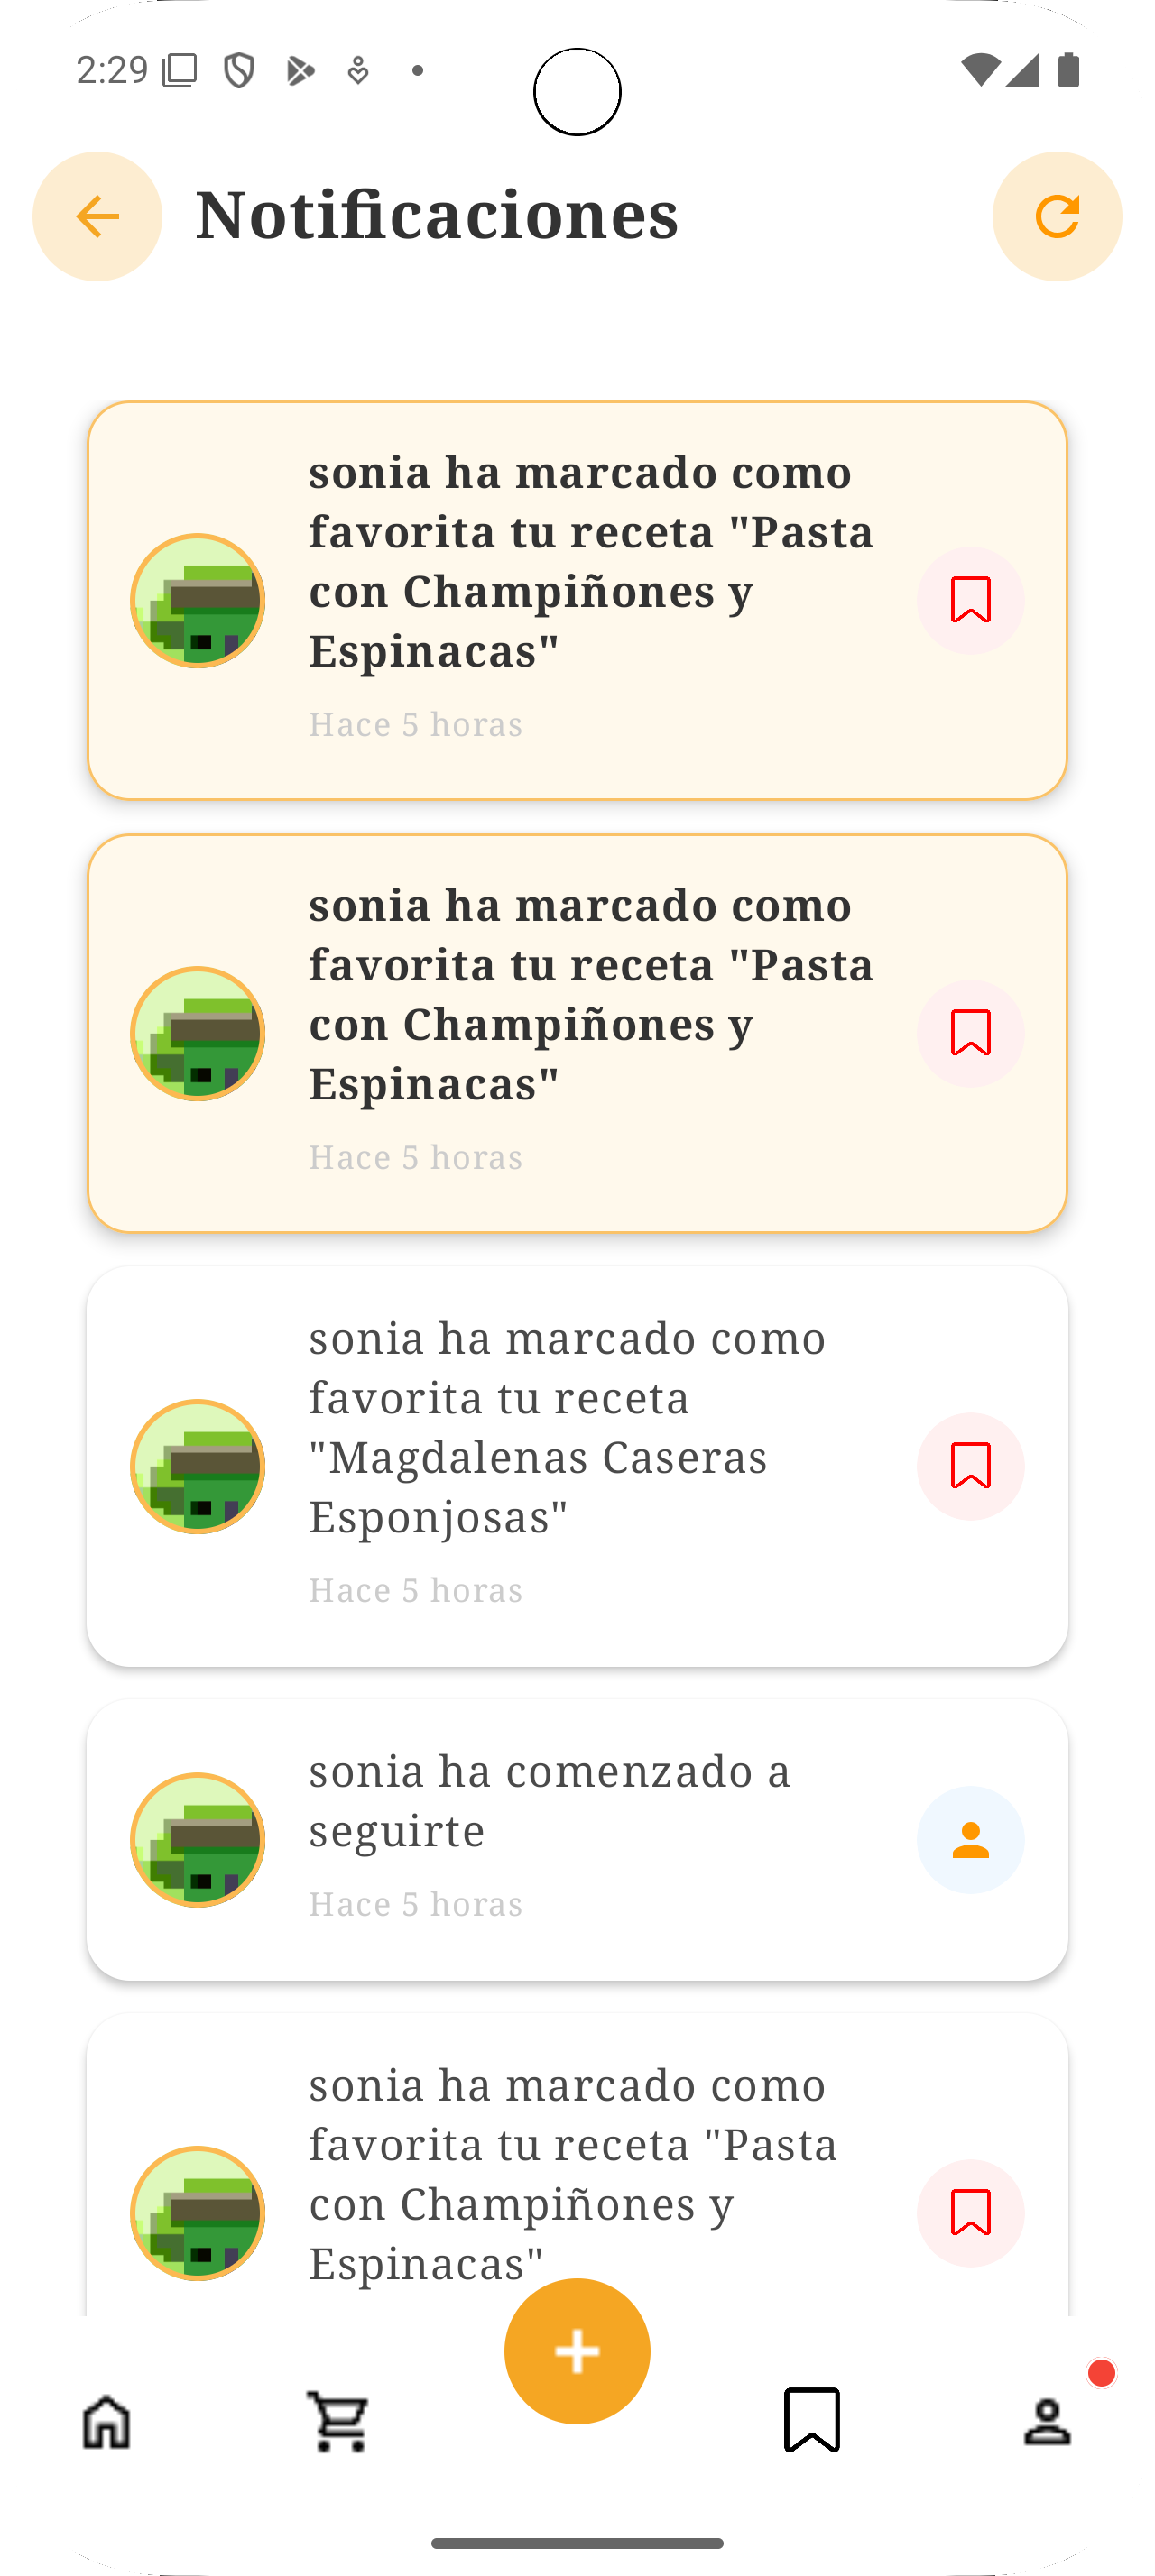 2:29
Notificaciones
sonia ha marcado como
favorita tu receta "Pasta
con Champiñones y
Espinacas"
Hace 5 horas
sonia ha marcado como
favorita tu receta "Pasta
con Champiñones y
Espinacas"
Hace 5 horas
sonia ha marcado como
favorita tu receta
"Magdalenas Caseras
Esponjosas"
Hace 5 horas
sonia ha comenzado a
seguirte
Hace 5 horas
sonia ha marcado como
favorita tu receta "Pasta
con Champiñones y
Espinacas"